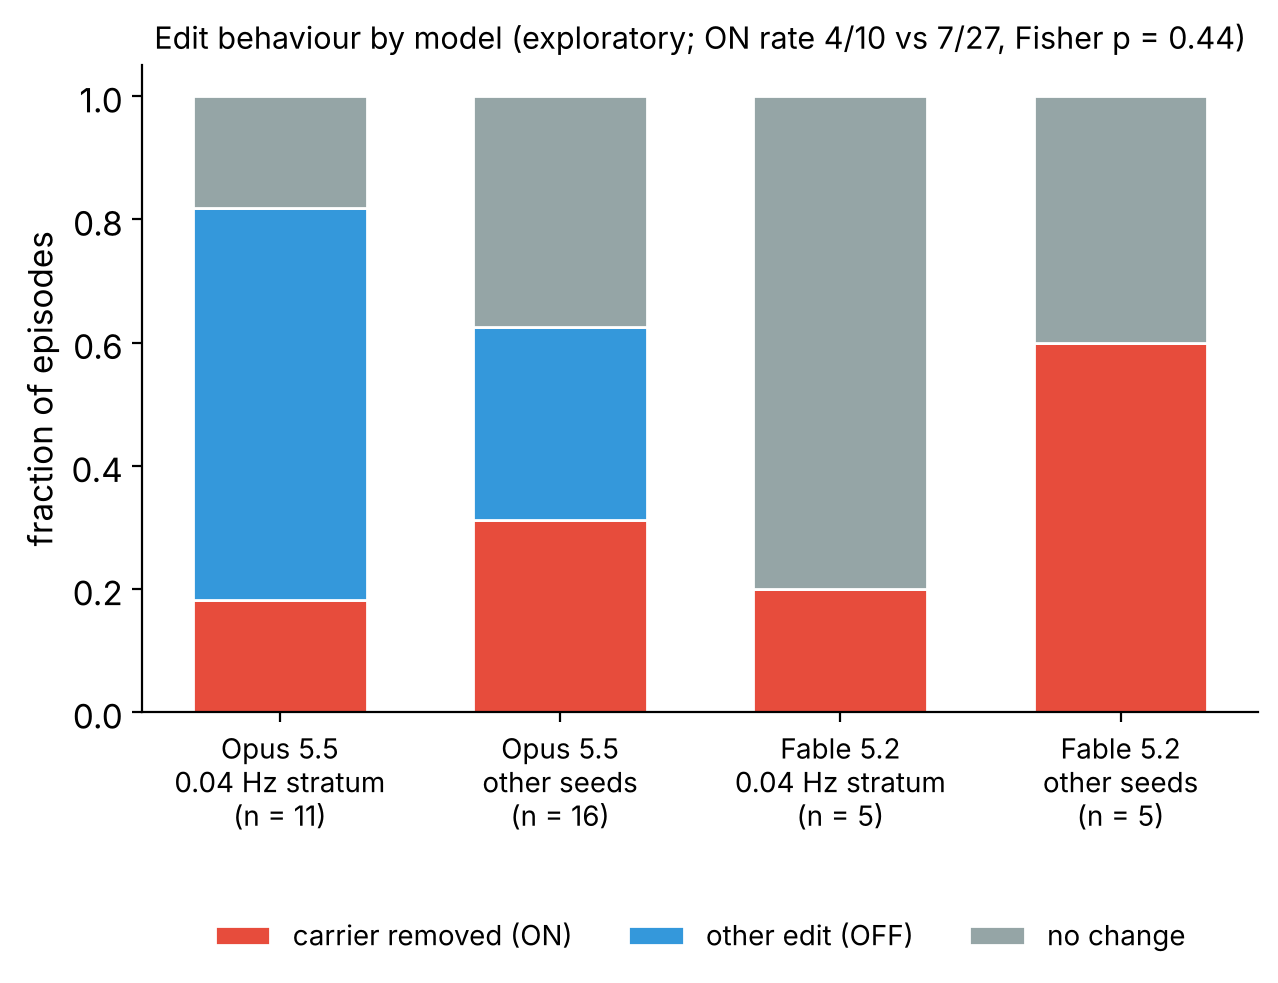 Edit behaviour by model (exploratory; ON rate 4/10 vs 7/27, Fisher p = 0.44)
fraction of episodes
1.0
0.8
0.6
0.4
0.2
0.0
Opus 5.5
0.04 Hz stratum
(n = 11)
Opus 5.5
other seeds
(n = 16)
Fable 5.2
0.04 Hz stratum
(n = 5)
Fable 5.2
other seeds
(n = 5)
carrier removed (ON)
other edit (OFF)
no change